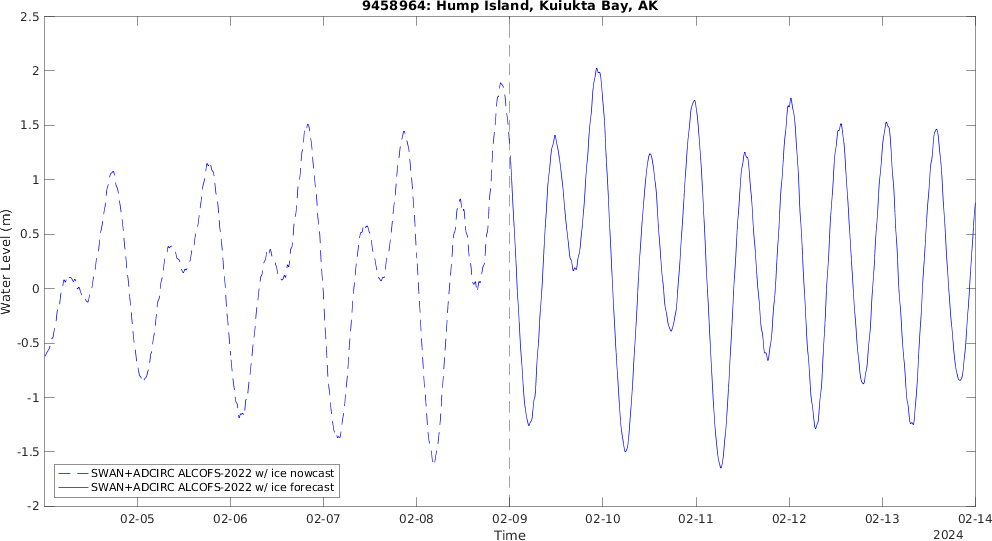 9458964: Hump Island, Kuiukta Bay, AK
Water Level (m)
2.5
2
1.5
1
0.5
0
-0.5
-1
-1.5
-2
SWAN+ADCIRC ALCOFS-2022 w/ ice nowcast
SWAN+ADCIRC ALCOFS-2022 w/ ice forecast
02-05 02-06 02-07 02-08 02-09 02-10 02-11 02-12 02-13 02-14
Time
2024